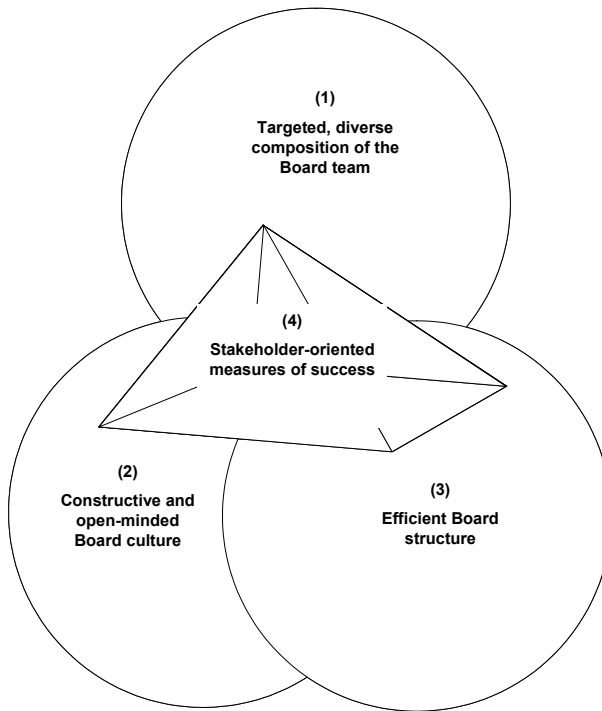 (1)
Targeted, diverse
composition of the
Board team
(4)
Stakeholder-oriented
measures of success
(2)
Constructive and
open-minded
Board culture
(3)
Efficient Board
structure